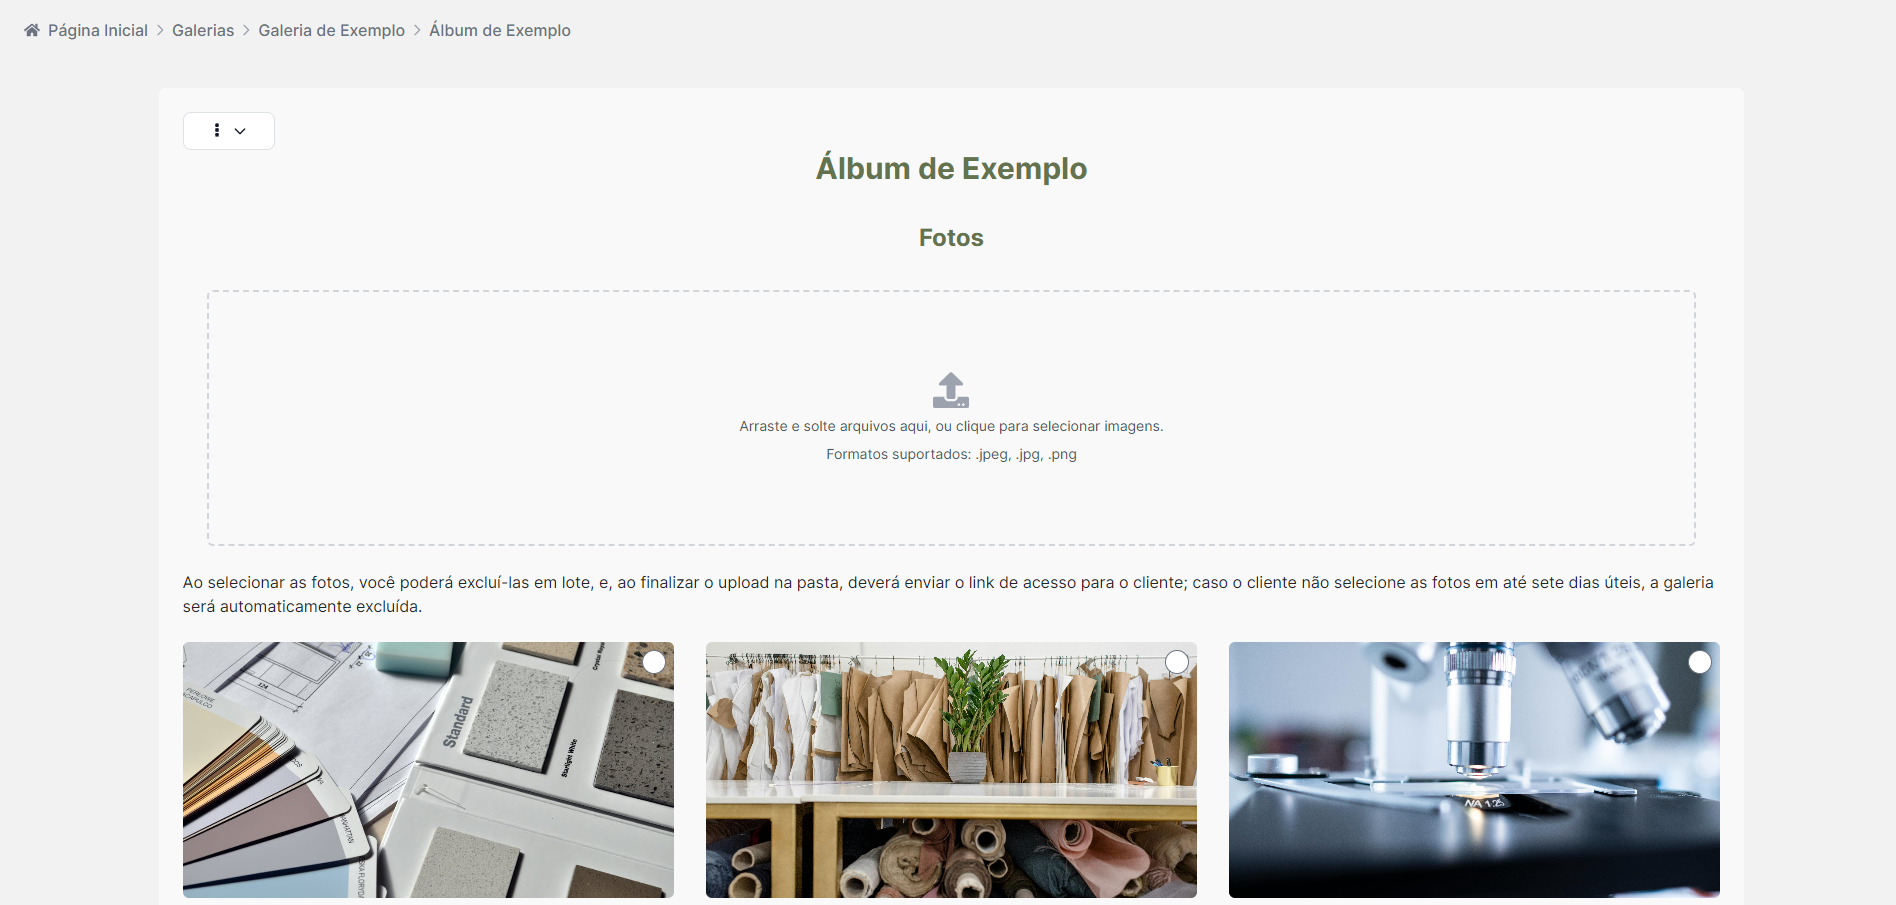 Página Inicial > Galerias > Galeria de Exemplo > Álbum de Exemplo
Álbum de Exemplo
Fotos
Arraste e solte arquivos aqui, ou clique para selecionar imagens.
Formatos suportados: .jpeg, .jpg, .png
Ao selecionar as fotos, você poderá excluí-las em lote, e, ao finalizar o upload na pasta, deverá enviar o link de acesso para o cliente; caso o cliente não selecione as fotos em até sete dias úteis, a galeria
será automaticamente excluída.
124
Standard
Starlight White
MANHATTAN
NA 1.25